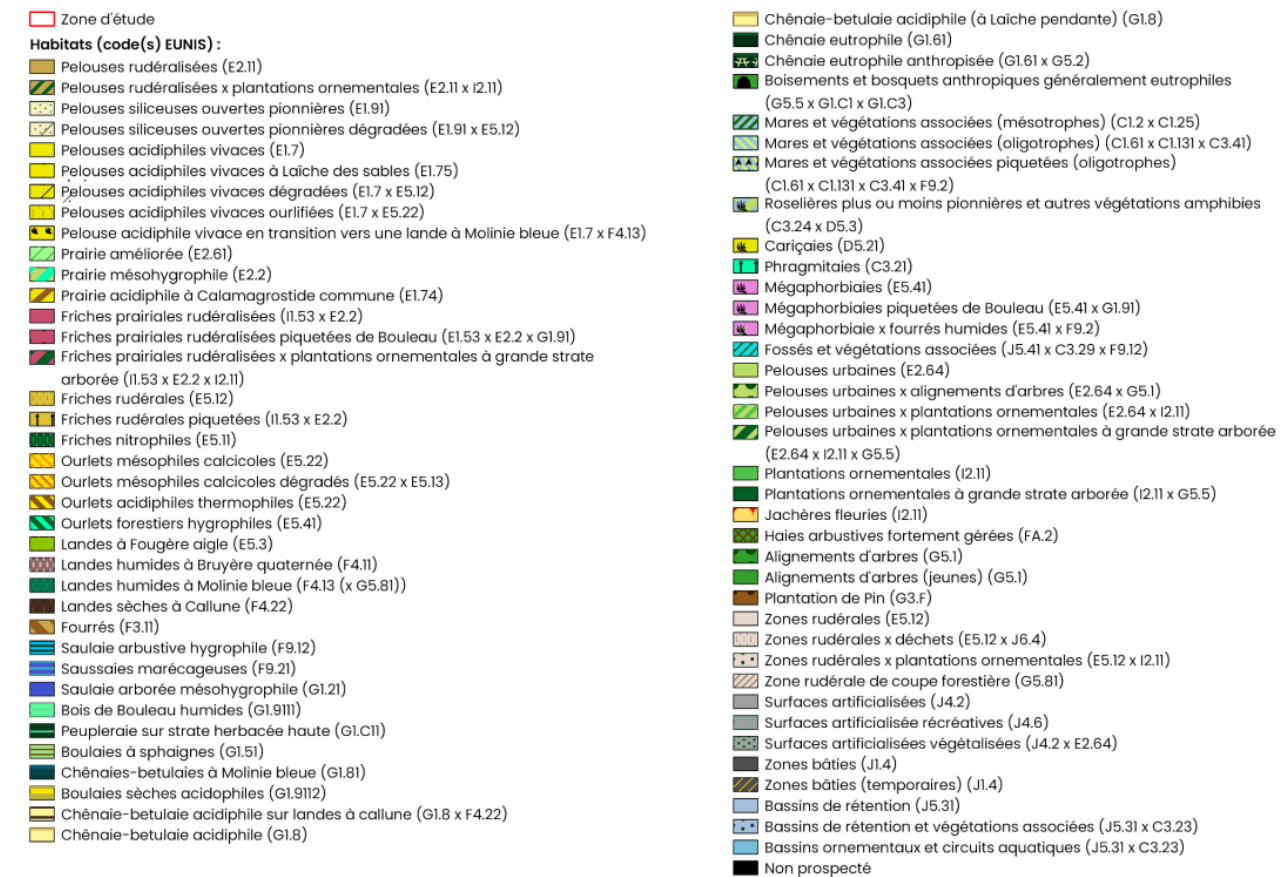 Zone d'étude
Habitats (code(s) EUNIS) :
Pelouses rudéralisées (E2.11)
Pelouses rudéralisées x plantations ornementales (E2.11 x I2.11)
Pelouses siliceuses ouvertes pionnières (E1.91)
Pelouses siliceuses ouvertes pionnières dégradées (E1.91 x E5.12)
Pelouses acidiphiles vivaces (E1.7)
Pelouses acidiphiles vivaces à Laîche des sables (E1.75)
Pelouses acidiphiles vivaces dégradées (E1.7 x E5.12)
Pelouses acidiphiles vivaces ourlifiées (E1.7 x E5.22)
Pelouse acidiphile vivace en transition vers une lande à Molinie bleue (E1.7 x F4.13)
Prairie améliorée (E2.61)
Prairie mésohygrophile (E2.2)
Prairie acidiphile à Calamagrostide commune (E1.74)
Friches prairiales rudéralisées (I1.53 x E2.2)
Friches prairiales rudéralisées piquetées de Bouleau (E1.53 x E2.2 x G1.91)
Friches prairiales rudéralisées x plantations ornementales à grande strate
arborée (I1.53 x E2.2 x I2.11)
Friches rudérales (E5.12)
Friches rudérales piquetées (I1.53 x E2.2)
Friches nitrophiles (E5.11)
Ourlets mésophiles calcicoles (E5.22)
Ourlets mésophiles calcicoles dégradés (E5.22 x E5.13)
Ourlets acidiphiles thermophiles (E5.22)
Ourlets forestiers hygrophiles (E5.41)
Landes à Fougère aigle (E5.3)
Landes humides à Bruyère quaternée (F4.11)
Landes humides à Molinie bleue (F4.13 (x G5.81))
Landes sèches à Callune (F4.22)
Fourrés (F3.11)
Saulaie arbustive hygrophile (F9.12)
Saussaies marécageuses (F9.21)
Saulaie arborée mésohygrophile (G1.21)
Bois de Bouleau humides (G1.9111)
Peupleraie sur strate herbacée haute (G1.C11)
Boulaies à sphaignes (G1.51)
Chênaies-betulaies à Molinie bleue (G1.81)
Boulaies sèches acidophiles (G1.9112)
Chênaie-betulaie acidiphile sur landes à callune (G1.8 x F4.22)
Chênaie-betulaie acidiphile (G1.8)
Chênaie-betulaie acidiphile (à Laîche pendante) (G1.8)
Chênaie eutrophile (G1.61)
Chênaie eutrophile anthropisée (G1.61 x G5.2)
Boisements et bosquets anthropiques généralement eutrophiles
(G5.5 x G1.C1 x G1.C3)
Mares et végétations associées (mésotrophes) (C1.2 x C1.25)
Mares et végétations associées (oligotrophes) (C1.61 x C1.131 x C3.41)
Mares et végétations associées piquetées (oligotrophes)
(C1.61 x C1.131 x C3.41 x F9.2)
Roselières plus ou moins pionnières et autres végétations amphibies
(C3.24 x D5.3)
Cariçaies (D5.21)
Phragmitaies (C3.21)
Mégaphorbiaies (E5.41)
Mégaphorbiaies piquetées de Bouleau (E5.41 x G1.91)
Mégaphorbiaie x fourrés humides (E5.41 x F9.2)
Fossés et végétations associées (J5.41 x C3.29 x F9.12)
Pelouses urbaines (E2.64)
Pelouses urbaines x alignements d'arbres (E2.64 x G5.1)
Pelouses urbaines x plantations ornementales (E2.64 x I2.11)
Pelouses urbaines x plantations ornementales à grande strate arborée
(E2.64 x I2.11 x G5.5)
Plantations ornementales (I2.11)
Plantations ornementales à grande strate arborée (I2.11 x G5.5)
Jachères fleuries (I2.11)
Haies arbustives fortement gérées (FA.2)
Alignements d'arbres (G5.1)
Alignements d'arbres (jeunes) (G5.1)
Plantation de Pin (G3.F)
Zones rudérales (E5.12)
Zones rudérales x déchets (E5.12 x J6.4)
Zones rudérales x plantations ornementales (E5.12 x I2.11)
Zone rudérale de coupe forestière (G5.81)
Surfaces artificialisées (J4.2)
Surfaces artificialisée récréatives (J4.6)
Surfaces artificialisées végétalisées (J4.2 x E2.64)
Zones bâties (J1.4)
Zones bâties (temporaires) (J1.4)
Bassins de rétention (J5.31)
Bassins de rétention et végétations associées (J5.31 x C3.23)
Bassins ornementaux et circuits aquatiques (J5.31 x C3.23)
Non prospecté